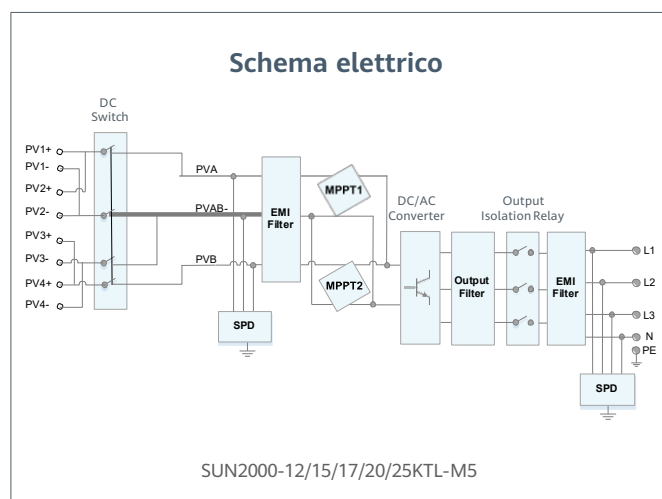 Schema elettrico
DC
Switch
PV1+
PV1-
PV2+
PV2-
PV3+
PV3-
PV4+
PV4-
PVA
PVAB-
PVB
EMI
Filter
SPD
MPPT1
MPPT2
DC/AC
Converter
Output
Filter
Output
Isolation Relay
EMI
Filter
L1
L2
L3
N
PE
SPD
SUN2000-12/15/17/20/25KTL-M5